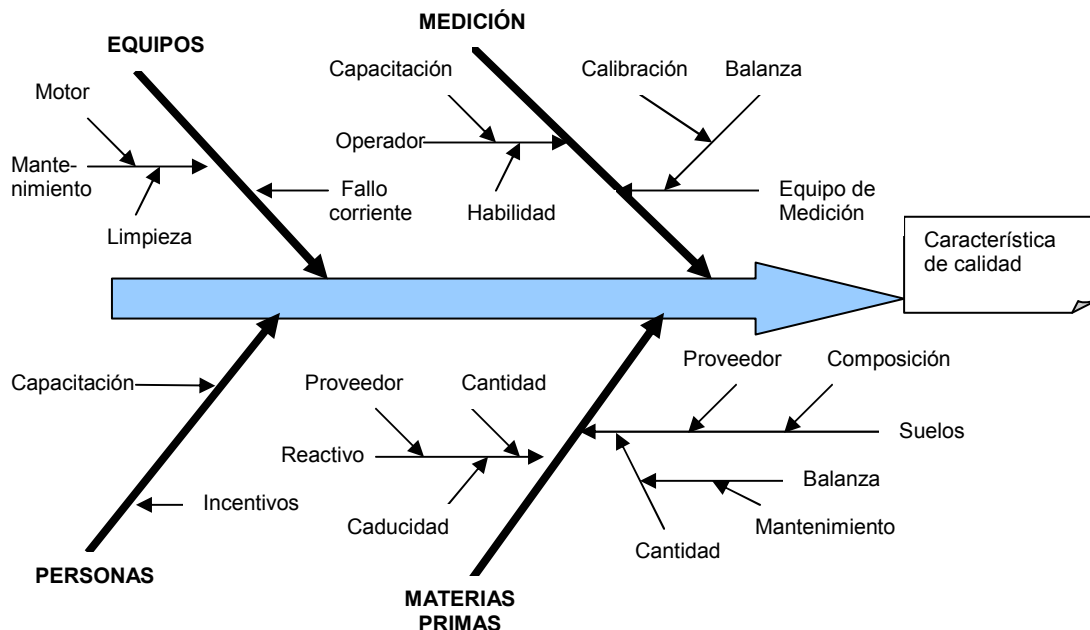 MEDICIÓN
EQUIPOS
Capacitación
Calibración
Balanza
Motor
Operador
Mante-
nimiento
Fallo
corriente
Habilidad
Equipo de
Medición
Limpieza
Característica
de calidad
Capacitación
Proveedor
Cantidad
Proveedor
Composición
Reactivo
Suelos
Incentivos
Caducidad
Balanza
Mantenimiento
Cantidad
PERSONAS
MATERIAS
PRIMAS